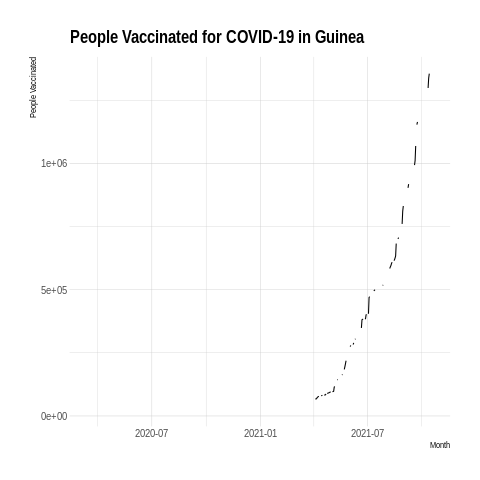 People Vaccinated for COVID-19 in Guinea
People Vaccinated
1e+06
5e+05
0e+00
2020-07 2021-01 2021-07
Month